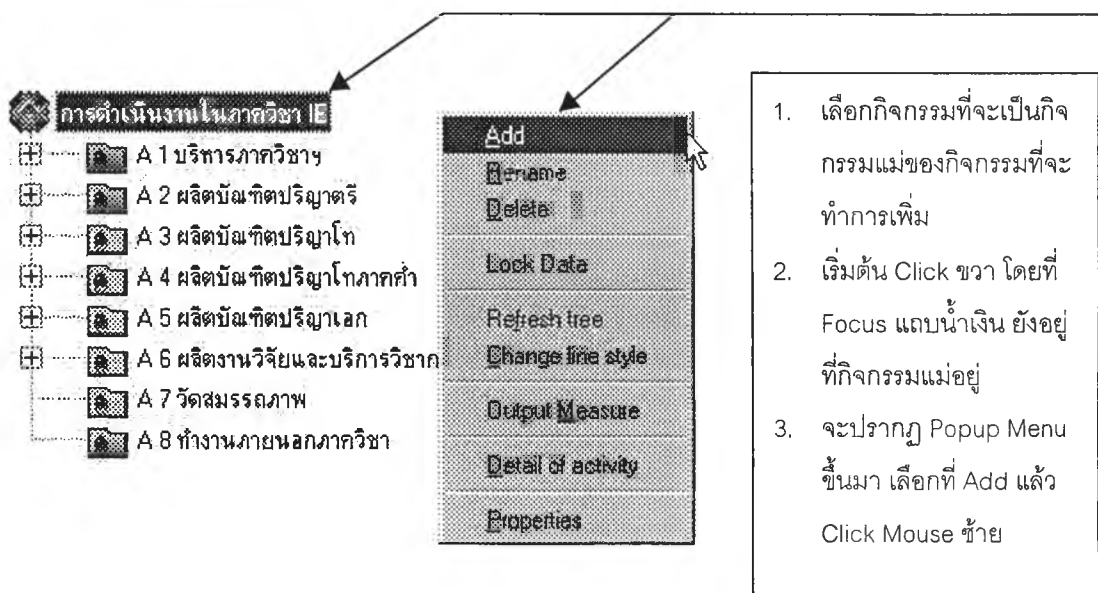 การดำเนินงานในภาควิชา IE
A 1 บริหารภาควิชาฯ
A 2 ผลิตบัณฑิตปริญาตรี
A 3 ผลิตบัณฑิตปริญาโท
A 4 ผลิตบัณฑิตปริญาโทภาคค่ำ
A 5 ผลิตบัณฑิตปริญาเอก
A 6 ผลิตงานวิจัยและบริการวิชาก
A 7 วัดสมรรถภาพ
A 8 ทำงานภายนอกภาควิชา
Add
Rename
Delete
Lock Data
Refresh tree
Change line style
Output Measure
Detail of activity
Properties
1. เลือกกิจกรรมที่จะเป็นกิจ
กรรมแม่ของกิจกรรมที่จะ
ทำการเพิ่ม
2. เริ่มต้น Click ขวา โดยที่
Focus แถบน้ำเงิน ยังอยู่
ที่กิจกรรมแม่อยู่
3. จะปรากฏ Popup Menu
ขึ้นมา เลือกที่ Add แล้ว
Click Mouse ซ้าย